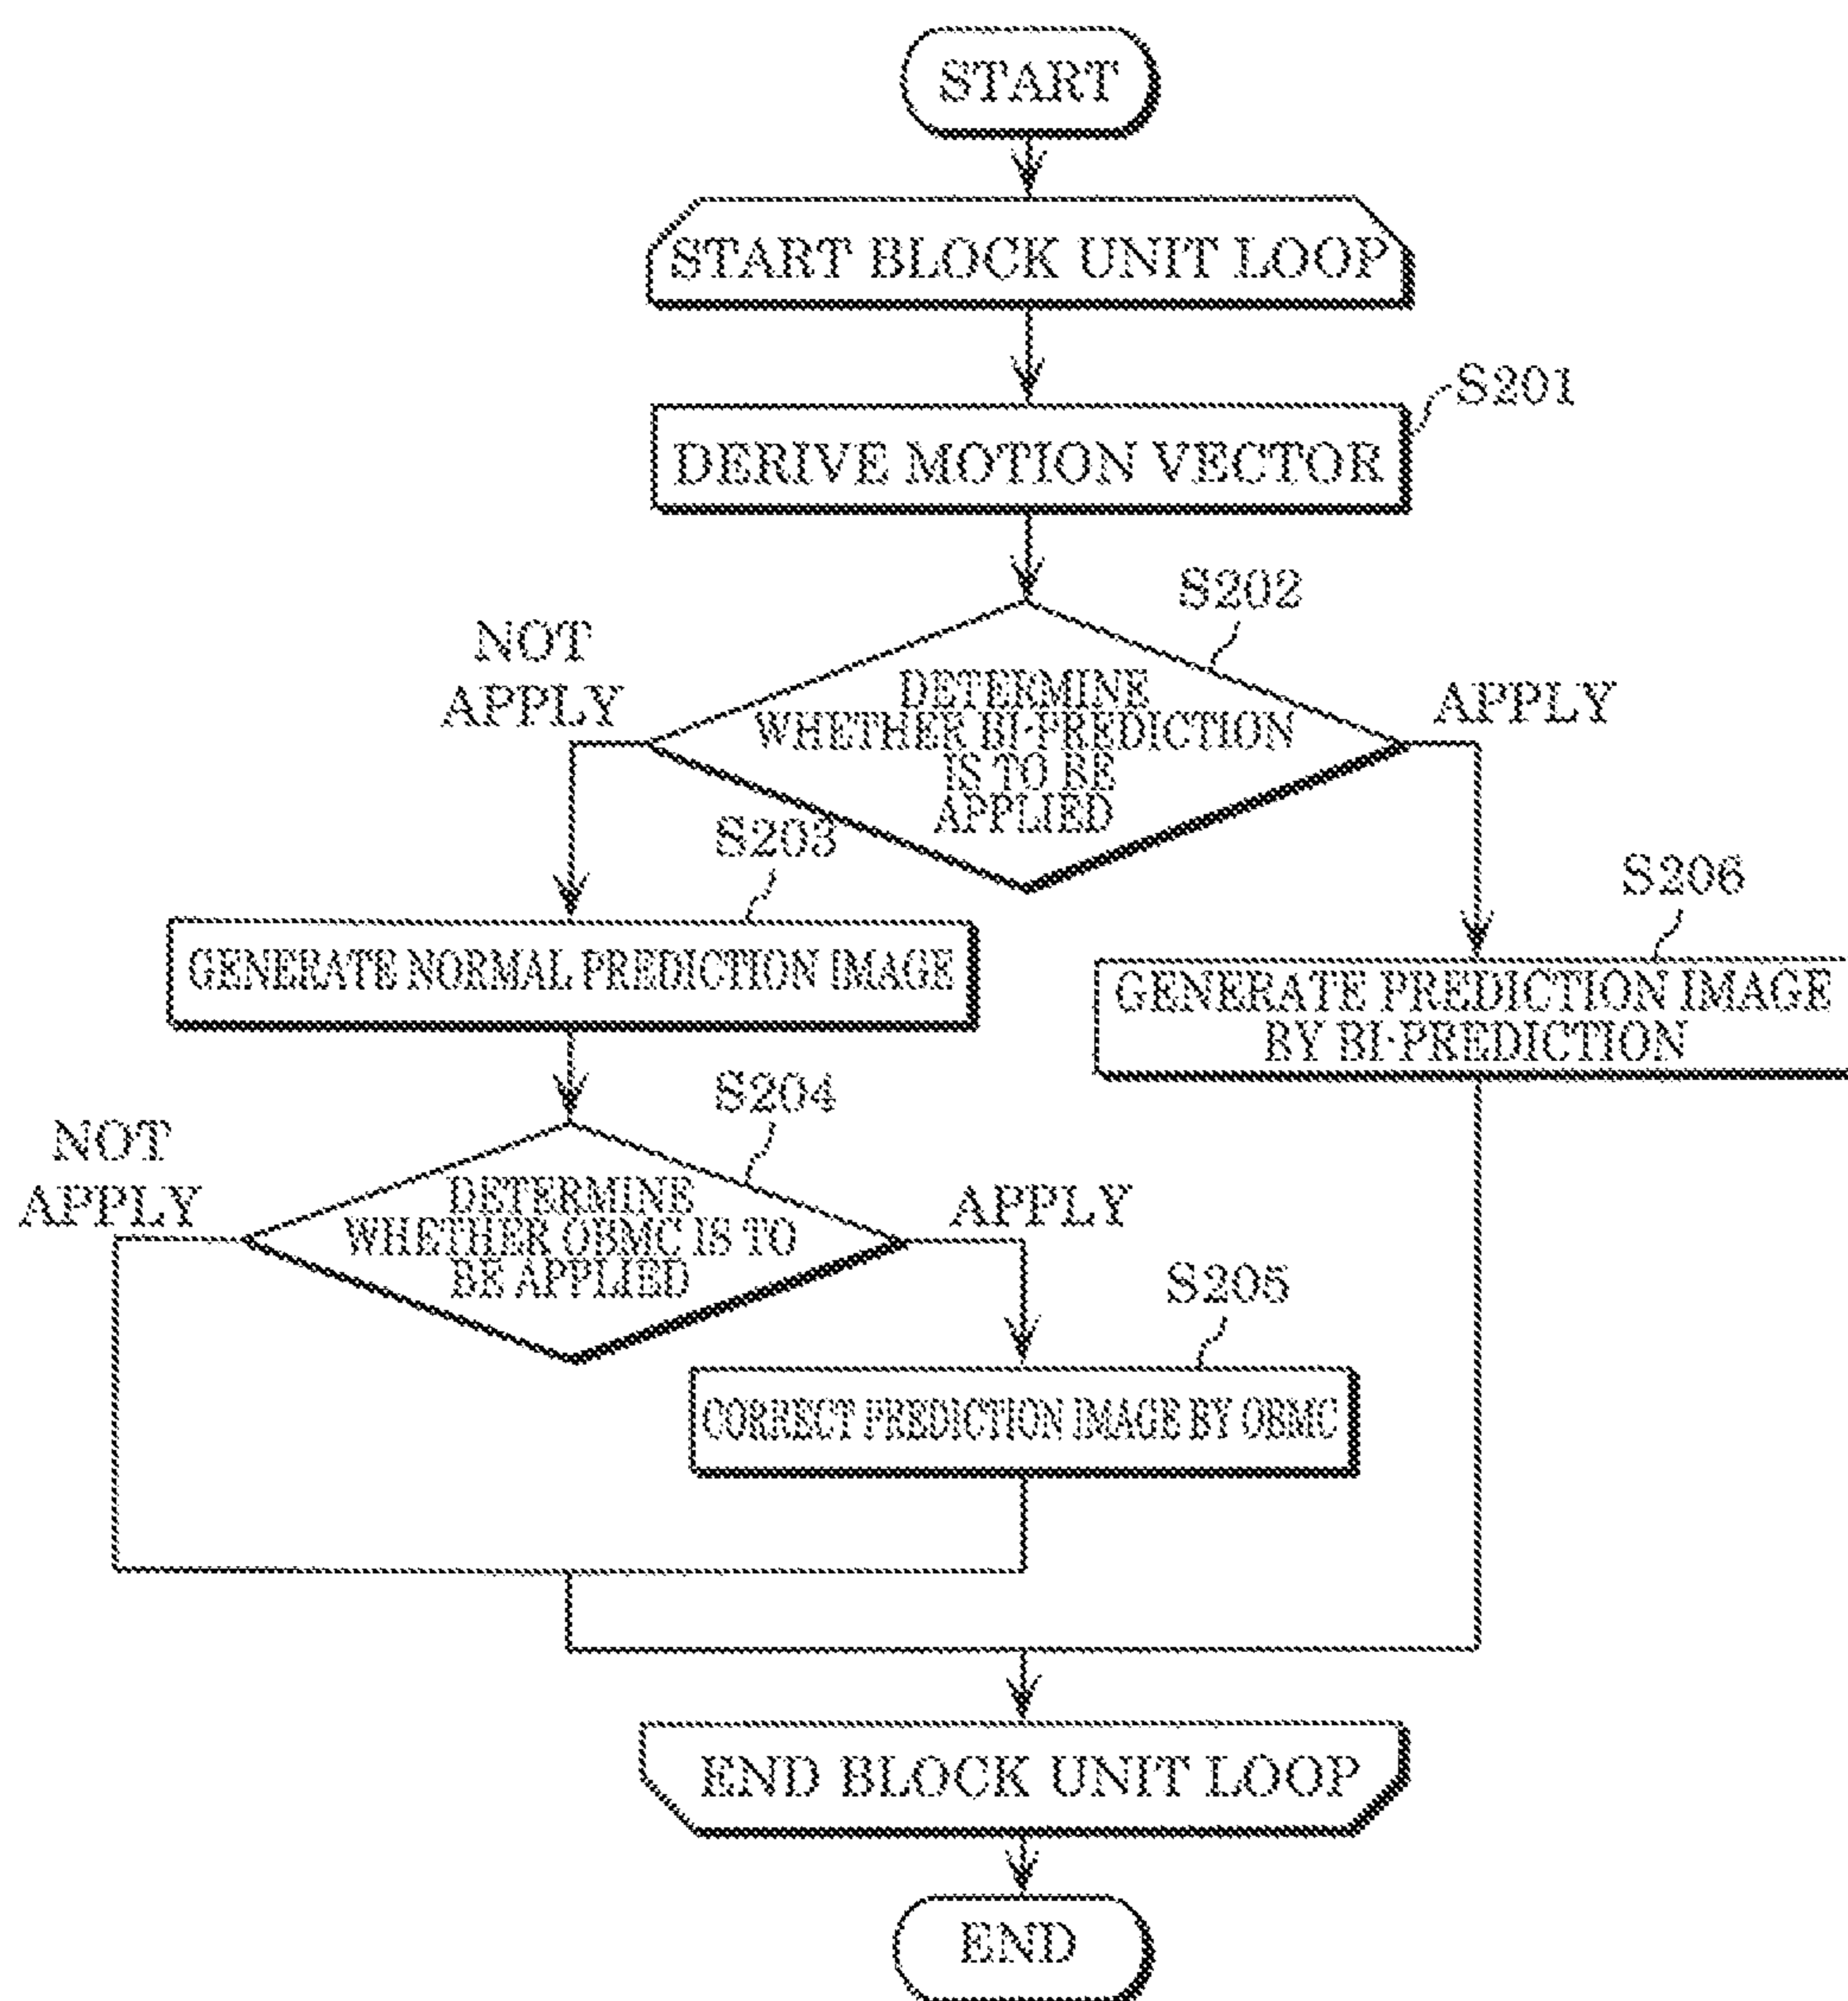 START
START BLOCK UNIT LOOP
S201
DERIVE MOTION VECTOR
S202
NOT
APPLY
DETERMINE
WHETHER BI-PREDICTION
IS TO BE
APPLIED
APPLY
S203
GENERATE NORMAL PREDICTION IMAGE
S206
GENERATE PREDICTION IMAGE
BY BI-PREDICTION
S204
NOT
APPLY
DETERMINE
WHETHER OBMC IS TO
BE APPLIED
APPLY
S205
CORRECT PREDICTION IMAGE BY OBMC
END BLOCK UNIT LOOP
END